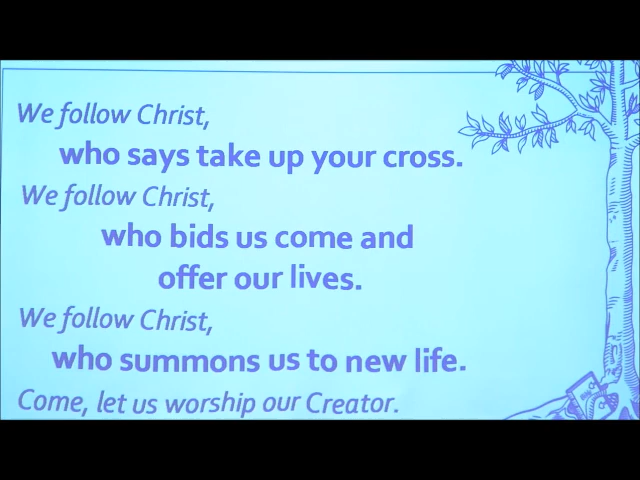 We follow Christ,
who says take up your cross.
We follow Christ,
who bids us come and
offer our lives.
We follow Christ,
who summons us to new life.
Come, let us worship our Creator.